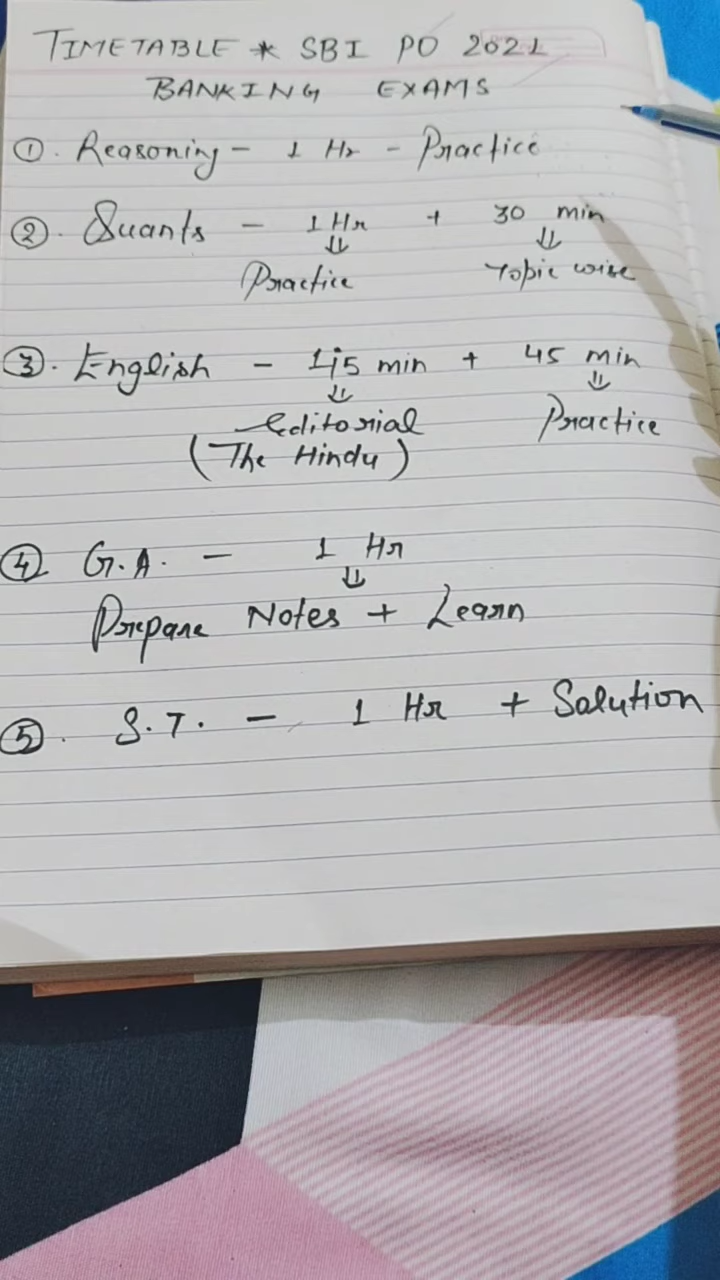 TIMETABLE * SBI PO 2021
BANKING EXAMS
①. Reasoning - 1 Hr - Practice
②. Quants - 1 Hr + 30 min
⇓ ⇓
Practice Topic wise
③. English - 15 min + 45 min
⇓ ⇓
Editorial Practice
(The Hindu)
④ G.A. - 1 Hr
⇓
Prepare Notes + Learn
⑤. S.T. - 1 Hr + Solution